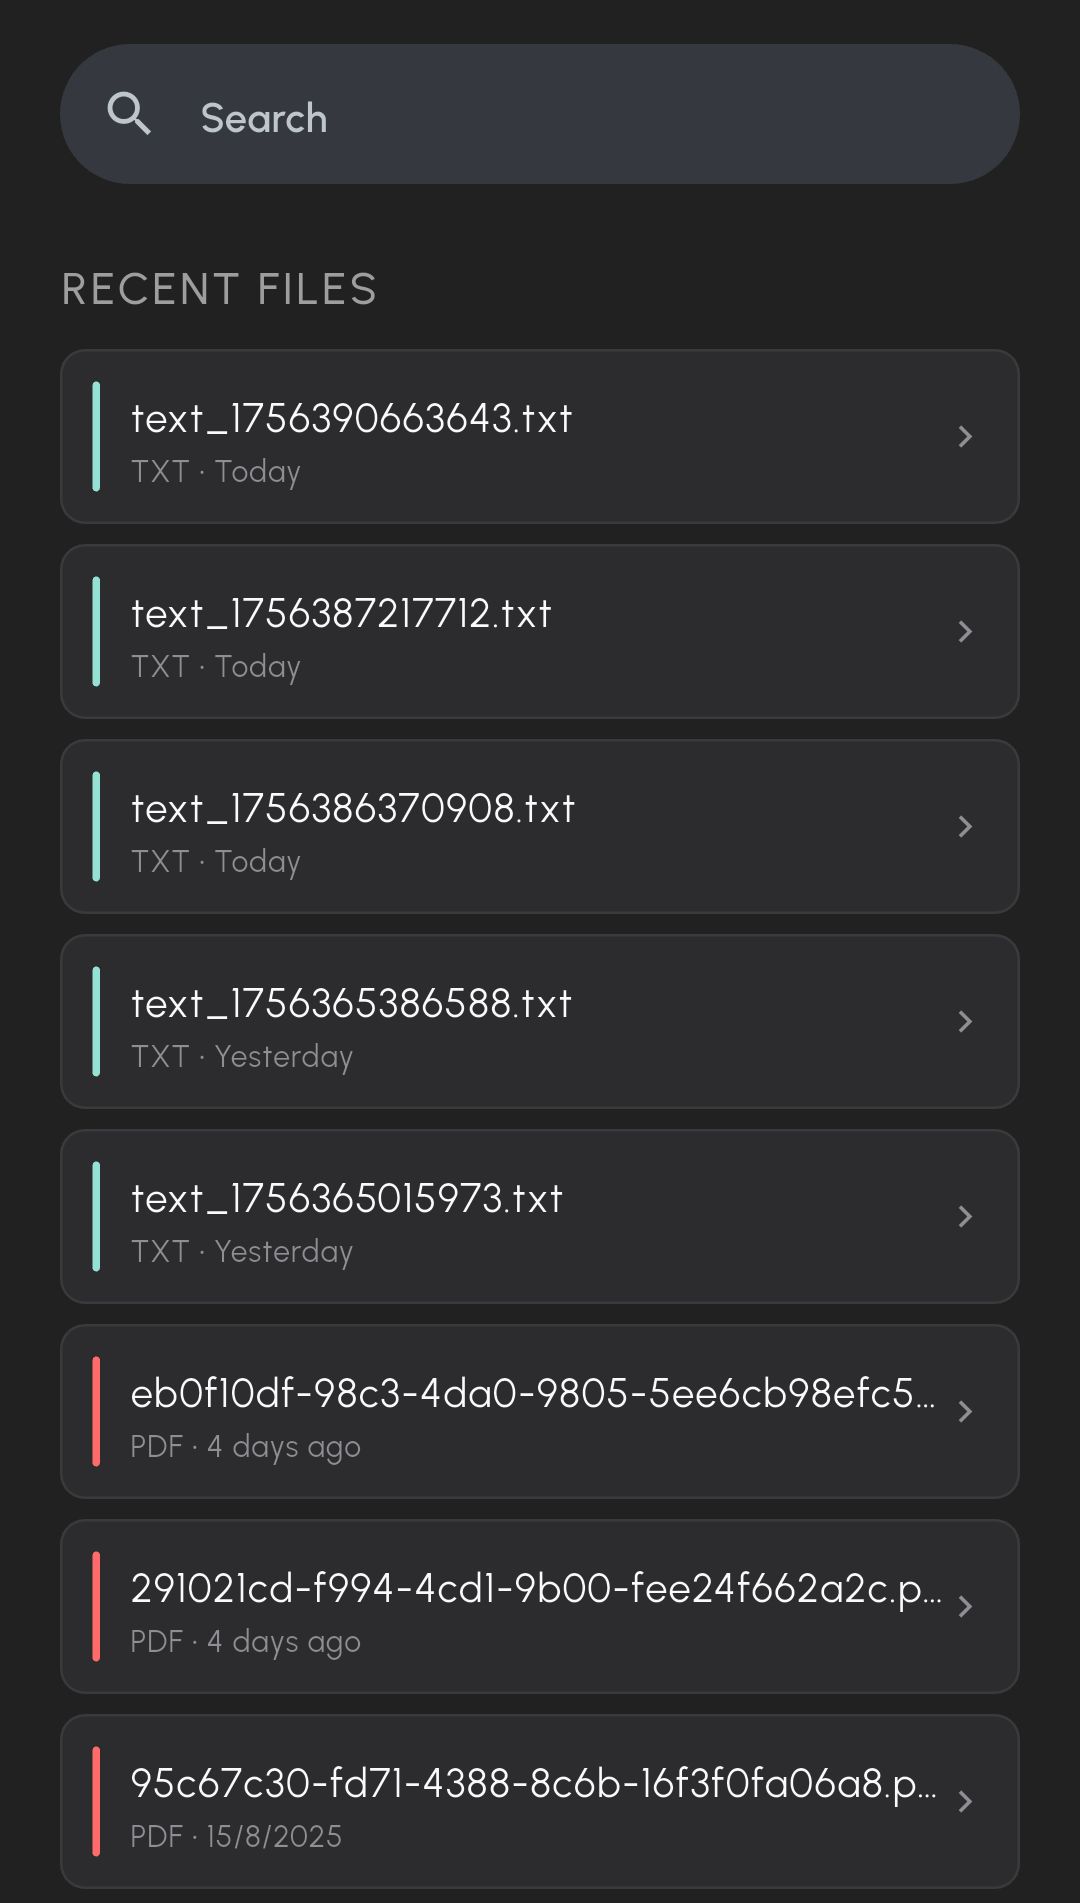 Search
RECENT FILES
text_1756390663643.txt
TXT · Today
text_1756387217712.txt
TXT · Today
text_1756386370908.txt
TXT · Today
text_1756365386588.txt
TXT · Yesterday
text_1756365015973.txt
TXT · Yesterday
eb0f10df-98c3-4da0-9805-5ee6cb98efc5...
PDF · 4 days ago
291021cd-f994-4cd1-9b00-fee24f662a2c.p...
PDF · 4 days ago
95c67c30-fd71-4388-8c6b-16f3f0fa06a8.p...
PDF · 15/8/2025